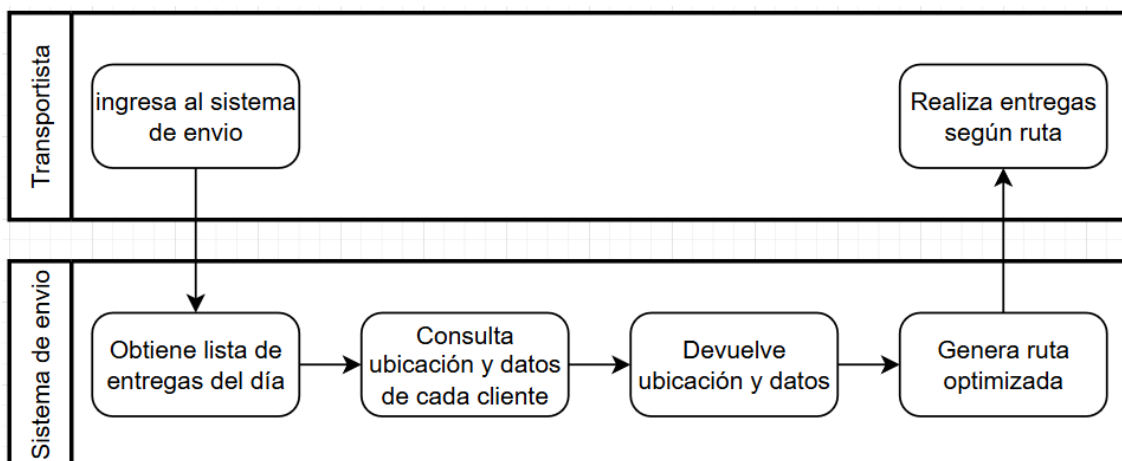 Transportista
ingresa al sistema
de envio
Realiza entregas
según ruta
Sistema de envio
Obtiene lista de
entregas del día
Consulta
ubicación y datos
de cada cliente
Devuelve
ubicación y datos
Genera ruta
optimizada